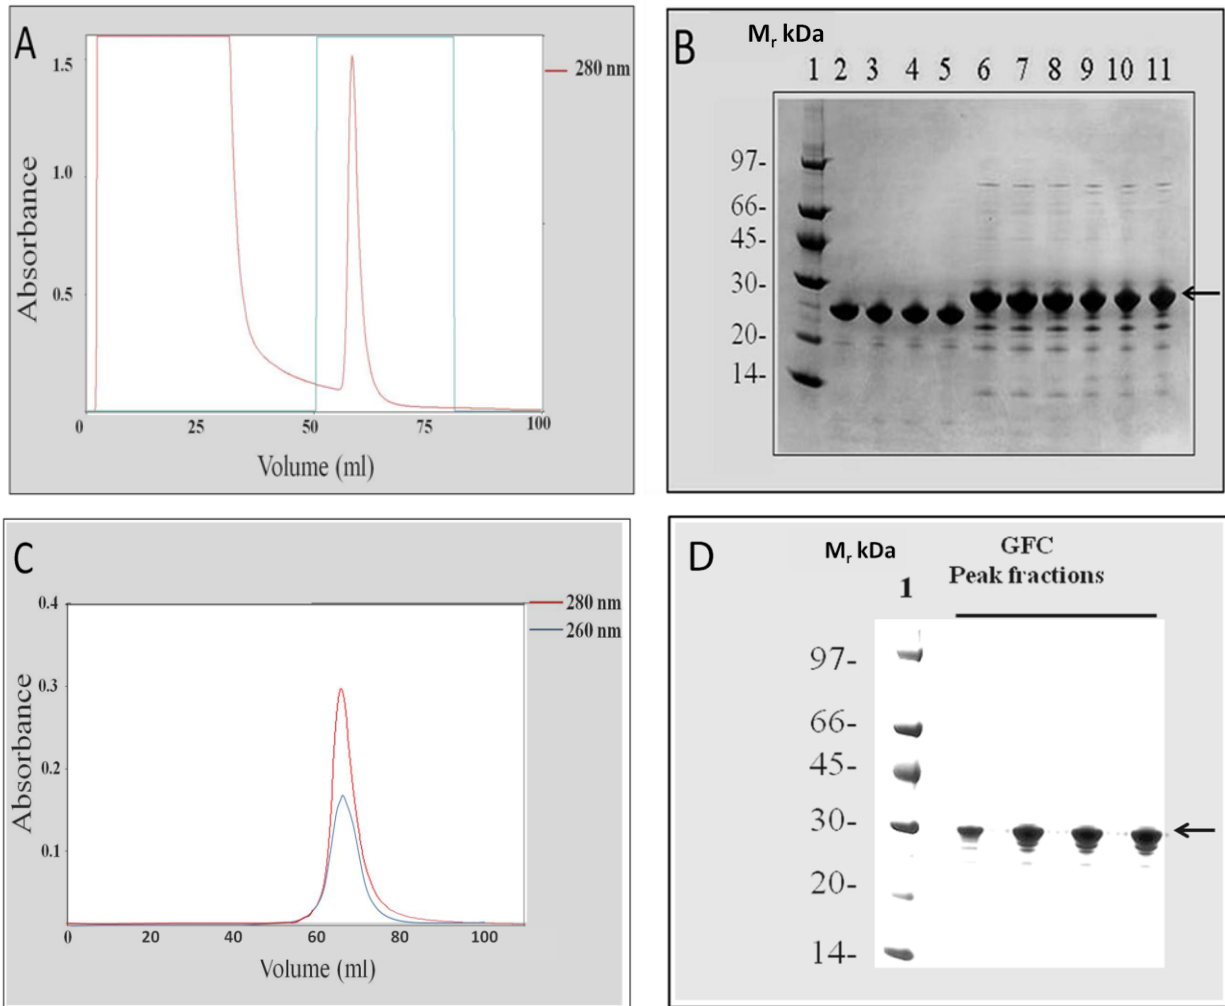 A
280 nm
1.5
1.0
0.5
Absorbance
0 25 50 75 100
Volume (ml)
B
Mr kDa
1 2 3 4 5 6 7 8 9 10 11
97-
66-
45-
30-
20-
14-
C
280 nm
260 nm
0.4
0.3
0.2
0.1
Absorbance
0 20 40 60 80 100
Volume (ml)
D
Mr kDa
GFC
Peak fractions
1
97-
66-
45-
30-
20-
14-